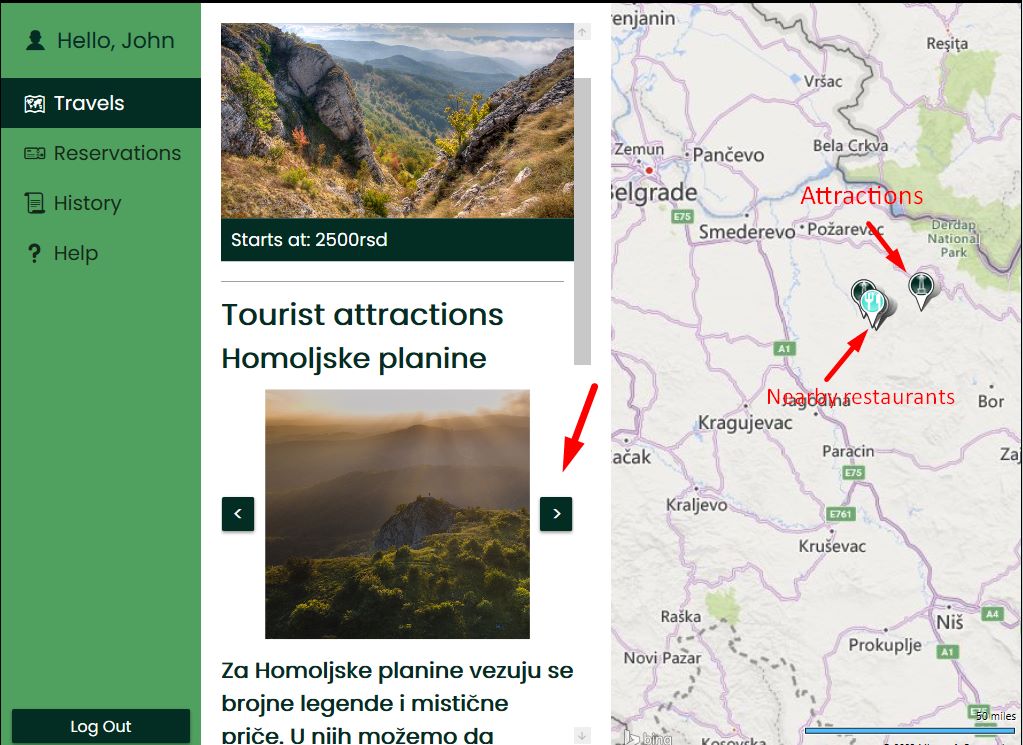 Hello, John
Travels
Reservations
History
Help
Log Out
Starts at: 2500rsd
Tourist attractions
Homoljske planine
<
>
Za Homoljske planine vezuju se
brojne legende i mistične
priče. U njih možemo da
renjanin
Reșița
Vršac
Zemun
Pančevo
Bela Crkva
Belgrade
Attractions
E75
Smederevo
Požarevac
Đerdap
National
Park
A1
Nearby restaurants
Jagodina
Bor
Kragujevac
Čačak
Paracin
Zaj
E75
Kraljevo
E761
Kruševac
Raška
A4
Niš
Prokuplje
A1
Novi Pazar
50 miles
bing
Kosovska